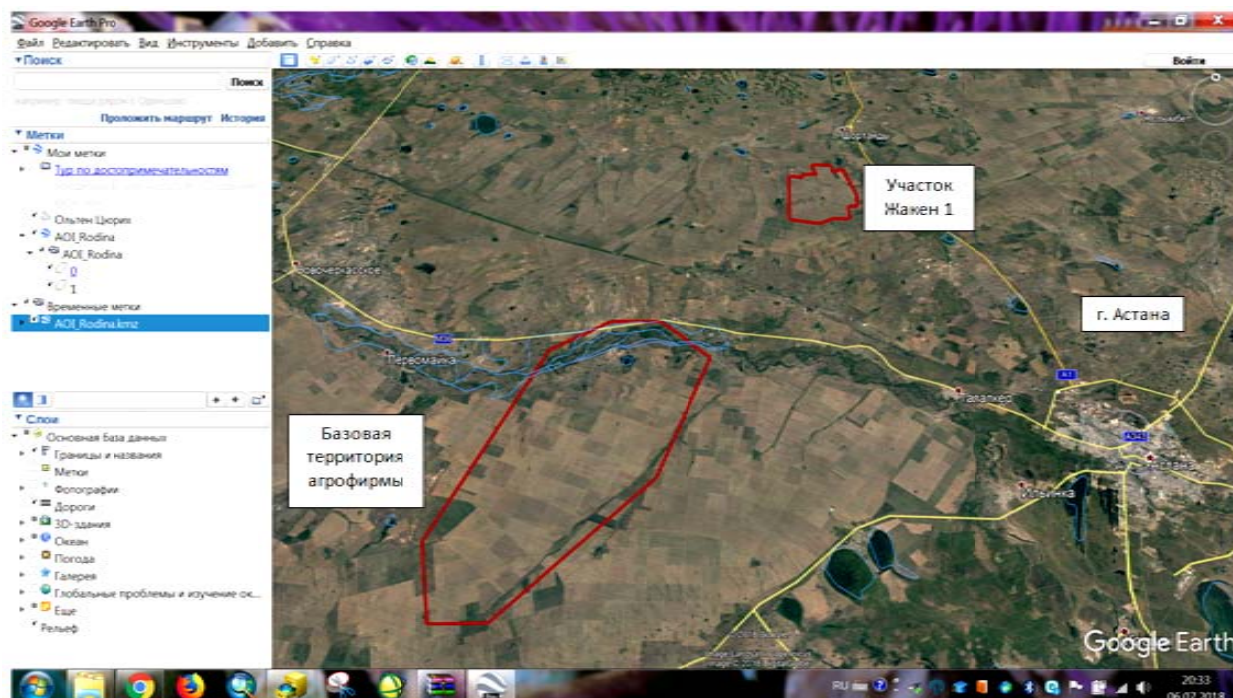 Google Earth Pro
Файл Редактировать Вид Инструменты Добавить Справка
Поиск
Войти
Поиск
Проложить маршрут История
Метки
Мои метки
Тур по достопримечательностям
Ольтен Цюрих
AOI_Rodina
AOI_Rodina
0
1
Временные метки
AOI_Rodina.kmz
Слои
Основная база данных
Границы и названия
Метки
Фотографии
Дороги
3D-здания
Океан
Погода
Галерея
Глобальные проблемы и изучение ок...
Еще
Рельеф
Участок
Жакен 1
г. Астана
Новочеркасское
Первомайка
Талапкер
A1
Ильинка
Базовая
территория
агрофирмы
Google Earth
RU
20:33
06.07.2018